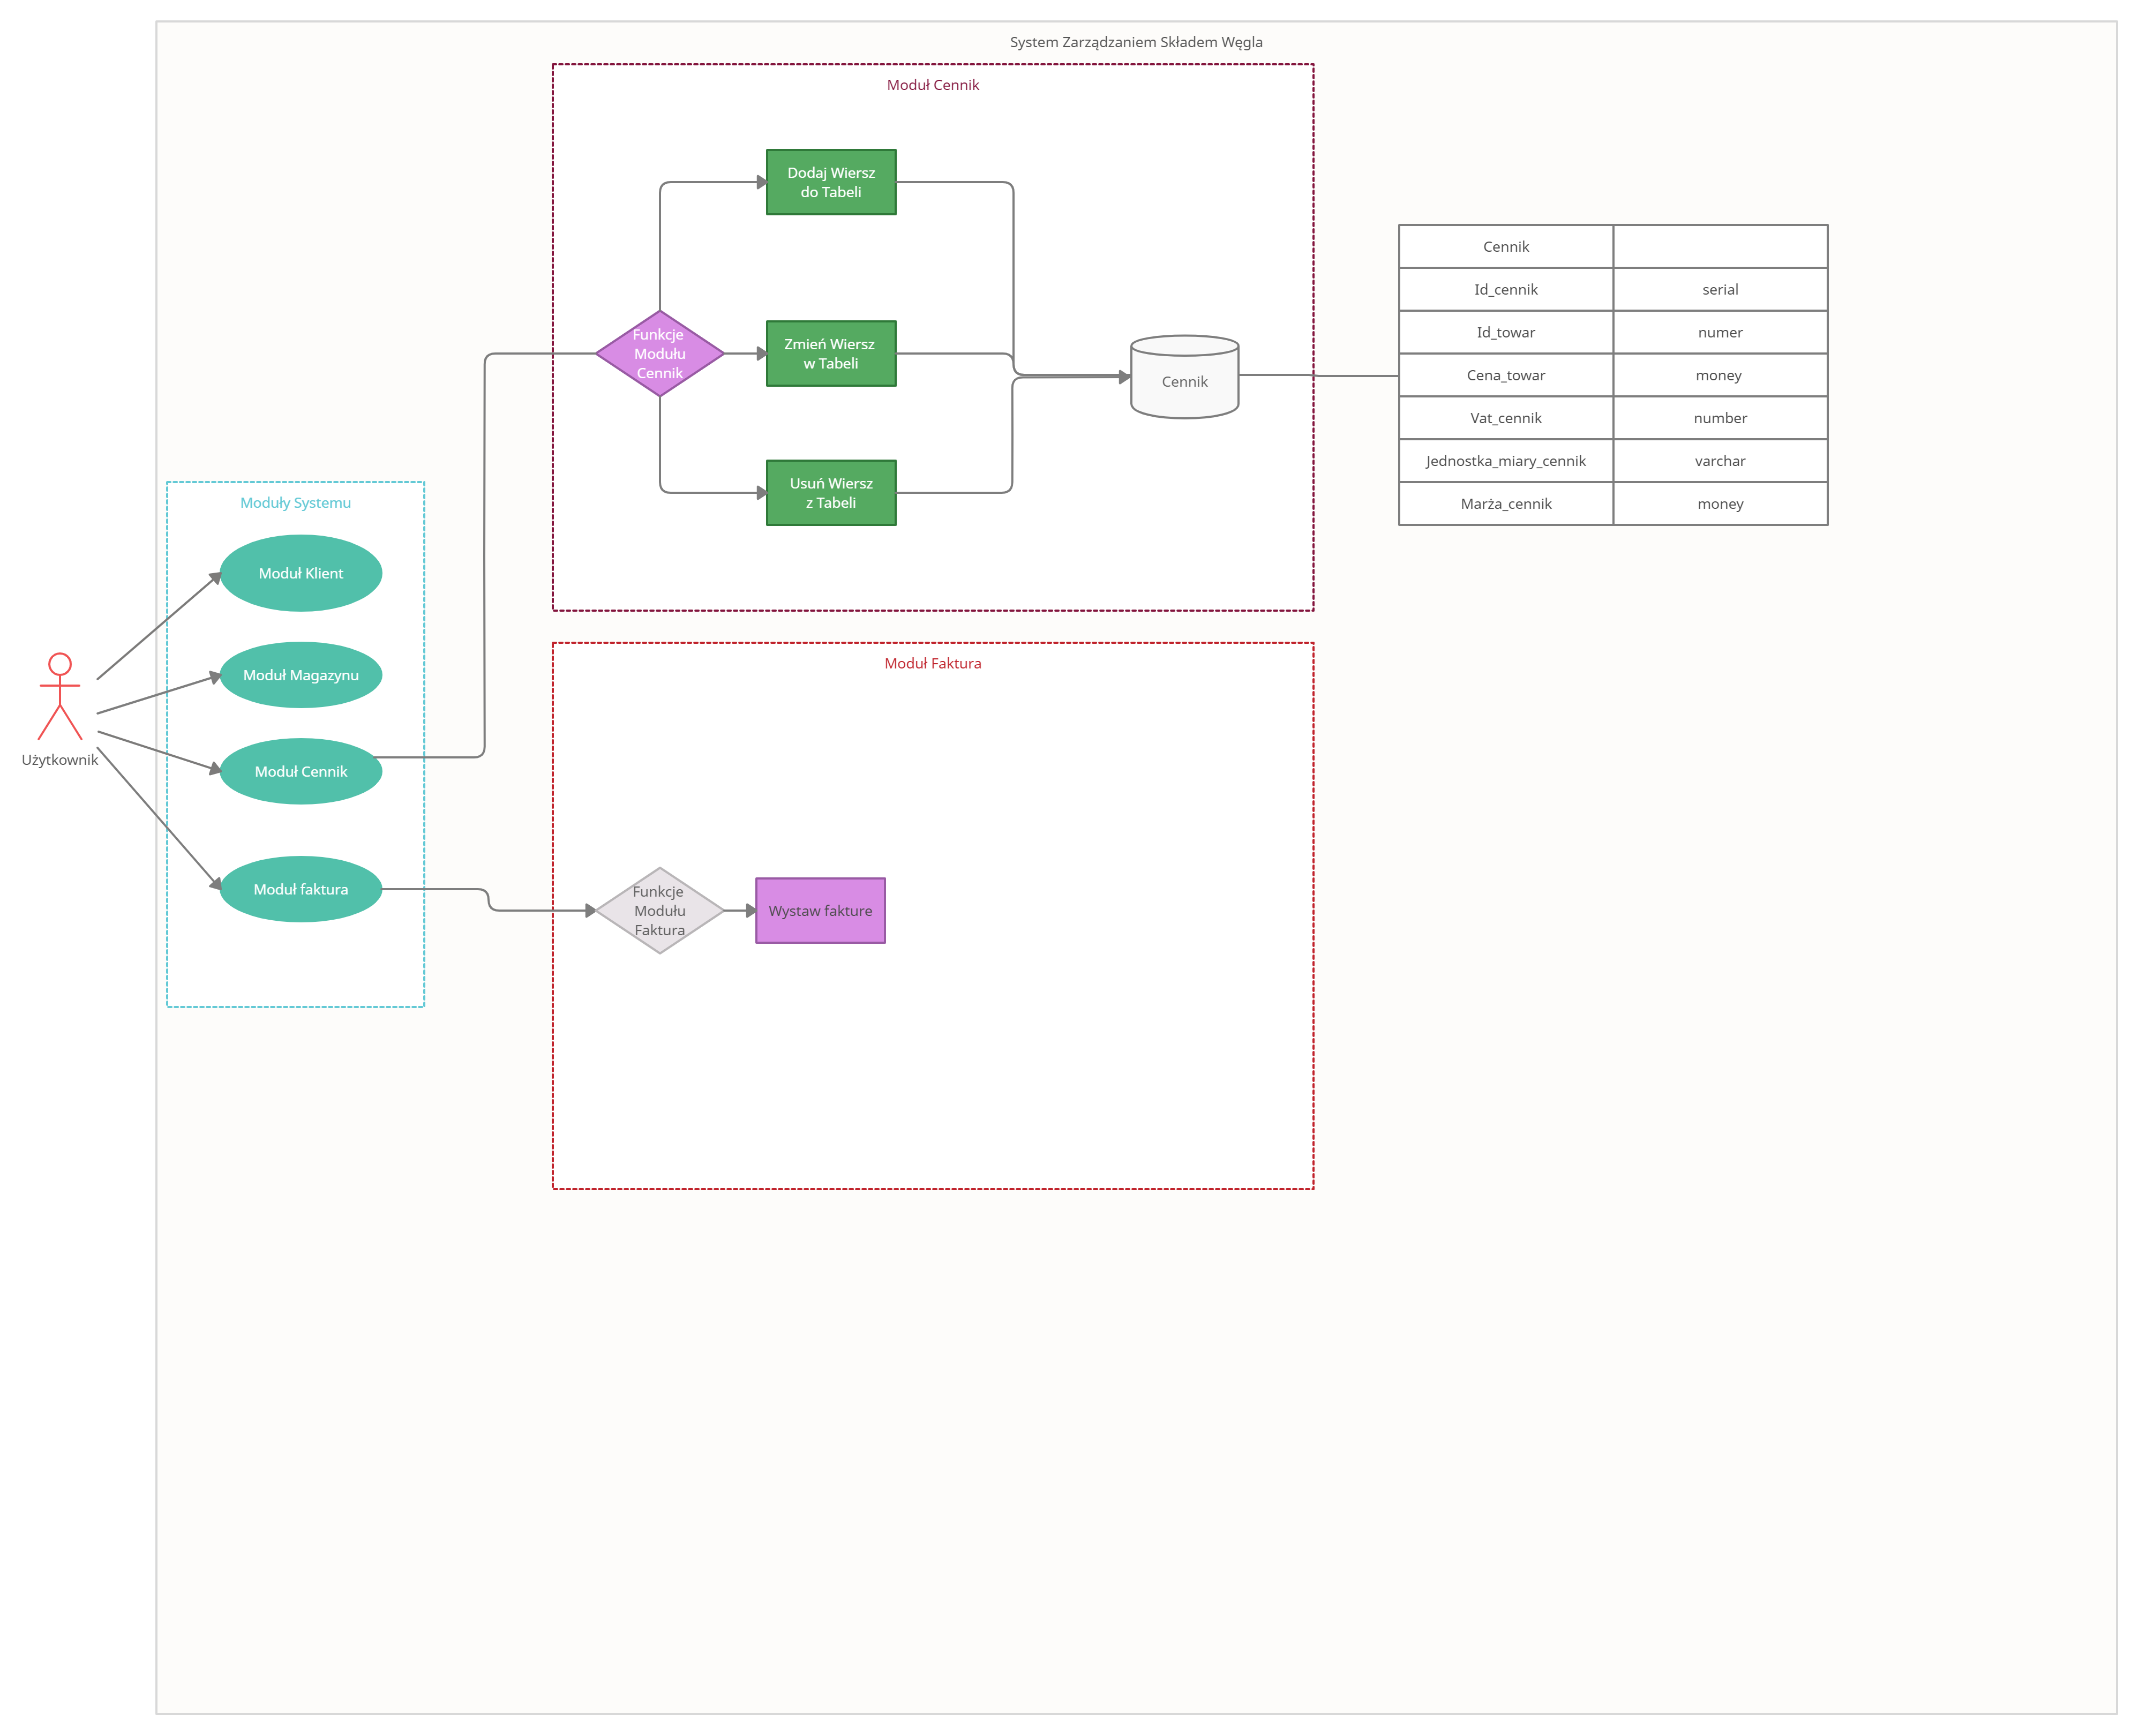 System Zarządzaniem Składem Węgla
Moduł Cennik
Dodaj Wiersz
do Tabeli
Funkcje
Modułu
Cennik
Zmień Wiersz
w Tabeli
Usuń Wiersz
z Tabeli
Cennik
Cennik
Id_cennik serial
Id_towar numer
Cena_towar money
Vat_cennik number
Jednostka_miary_cennik varchar
Marża_cennik money
Moduły Systemu
Moduł Klient
Moduł Magazynu
Moduł Cennik
Moduł faktura
Użytkownik
Moduł Faktura
Funkcje
Modułu
Faktura
Wystaw fakture